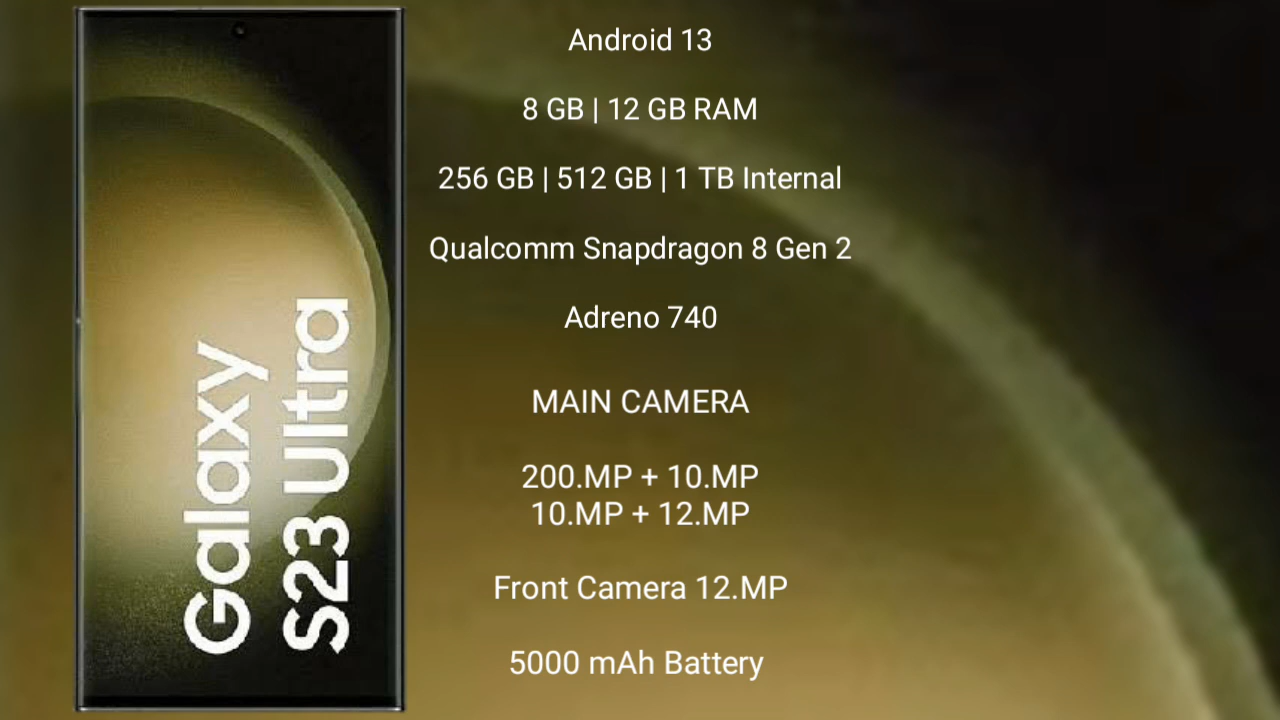 Galaxy
S23 Ultra
Android 13
8 GB | 12 GB RAM
256 GB | 512 GB | 1 TB Internal
Qualcomm Snapdragon 8 Gen 2
Adreno 740
MAIN CAMERA
200.MP + 10.MP
10.MP + 12.MP
Front Camera 12.MP
5000 mAh Battery